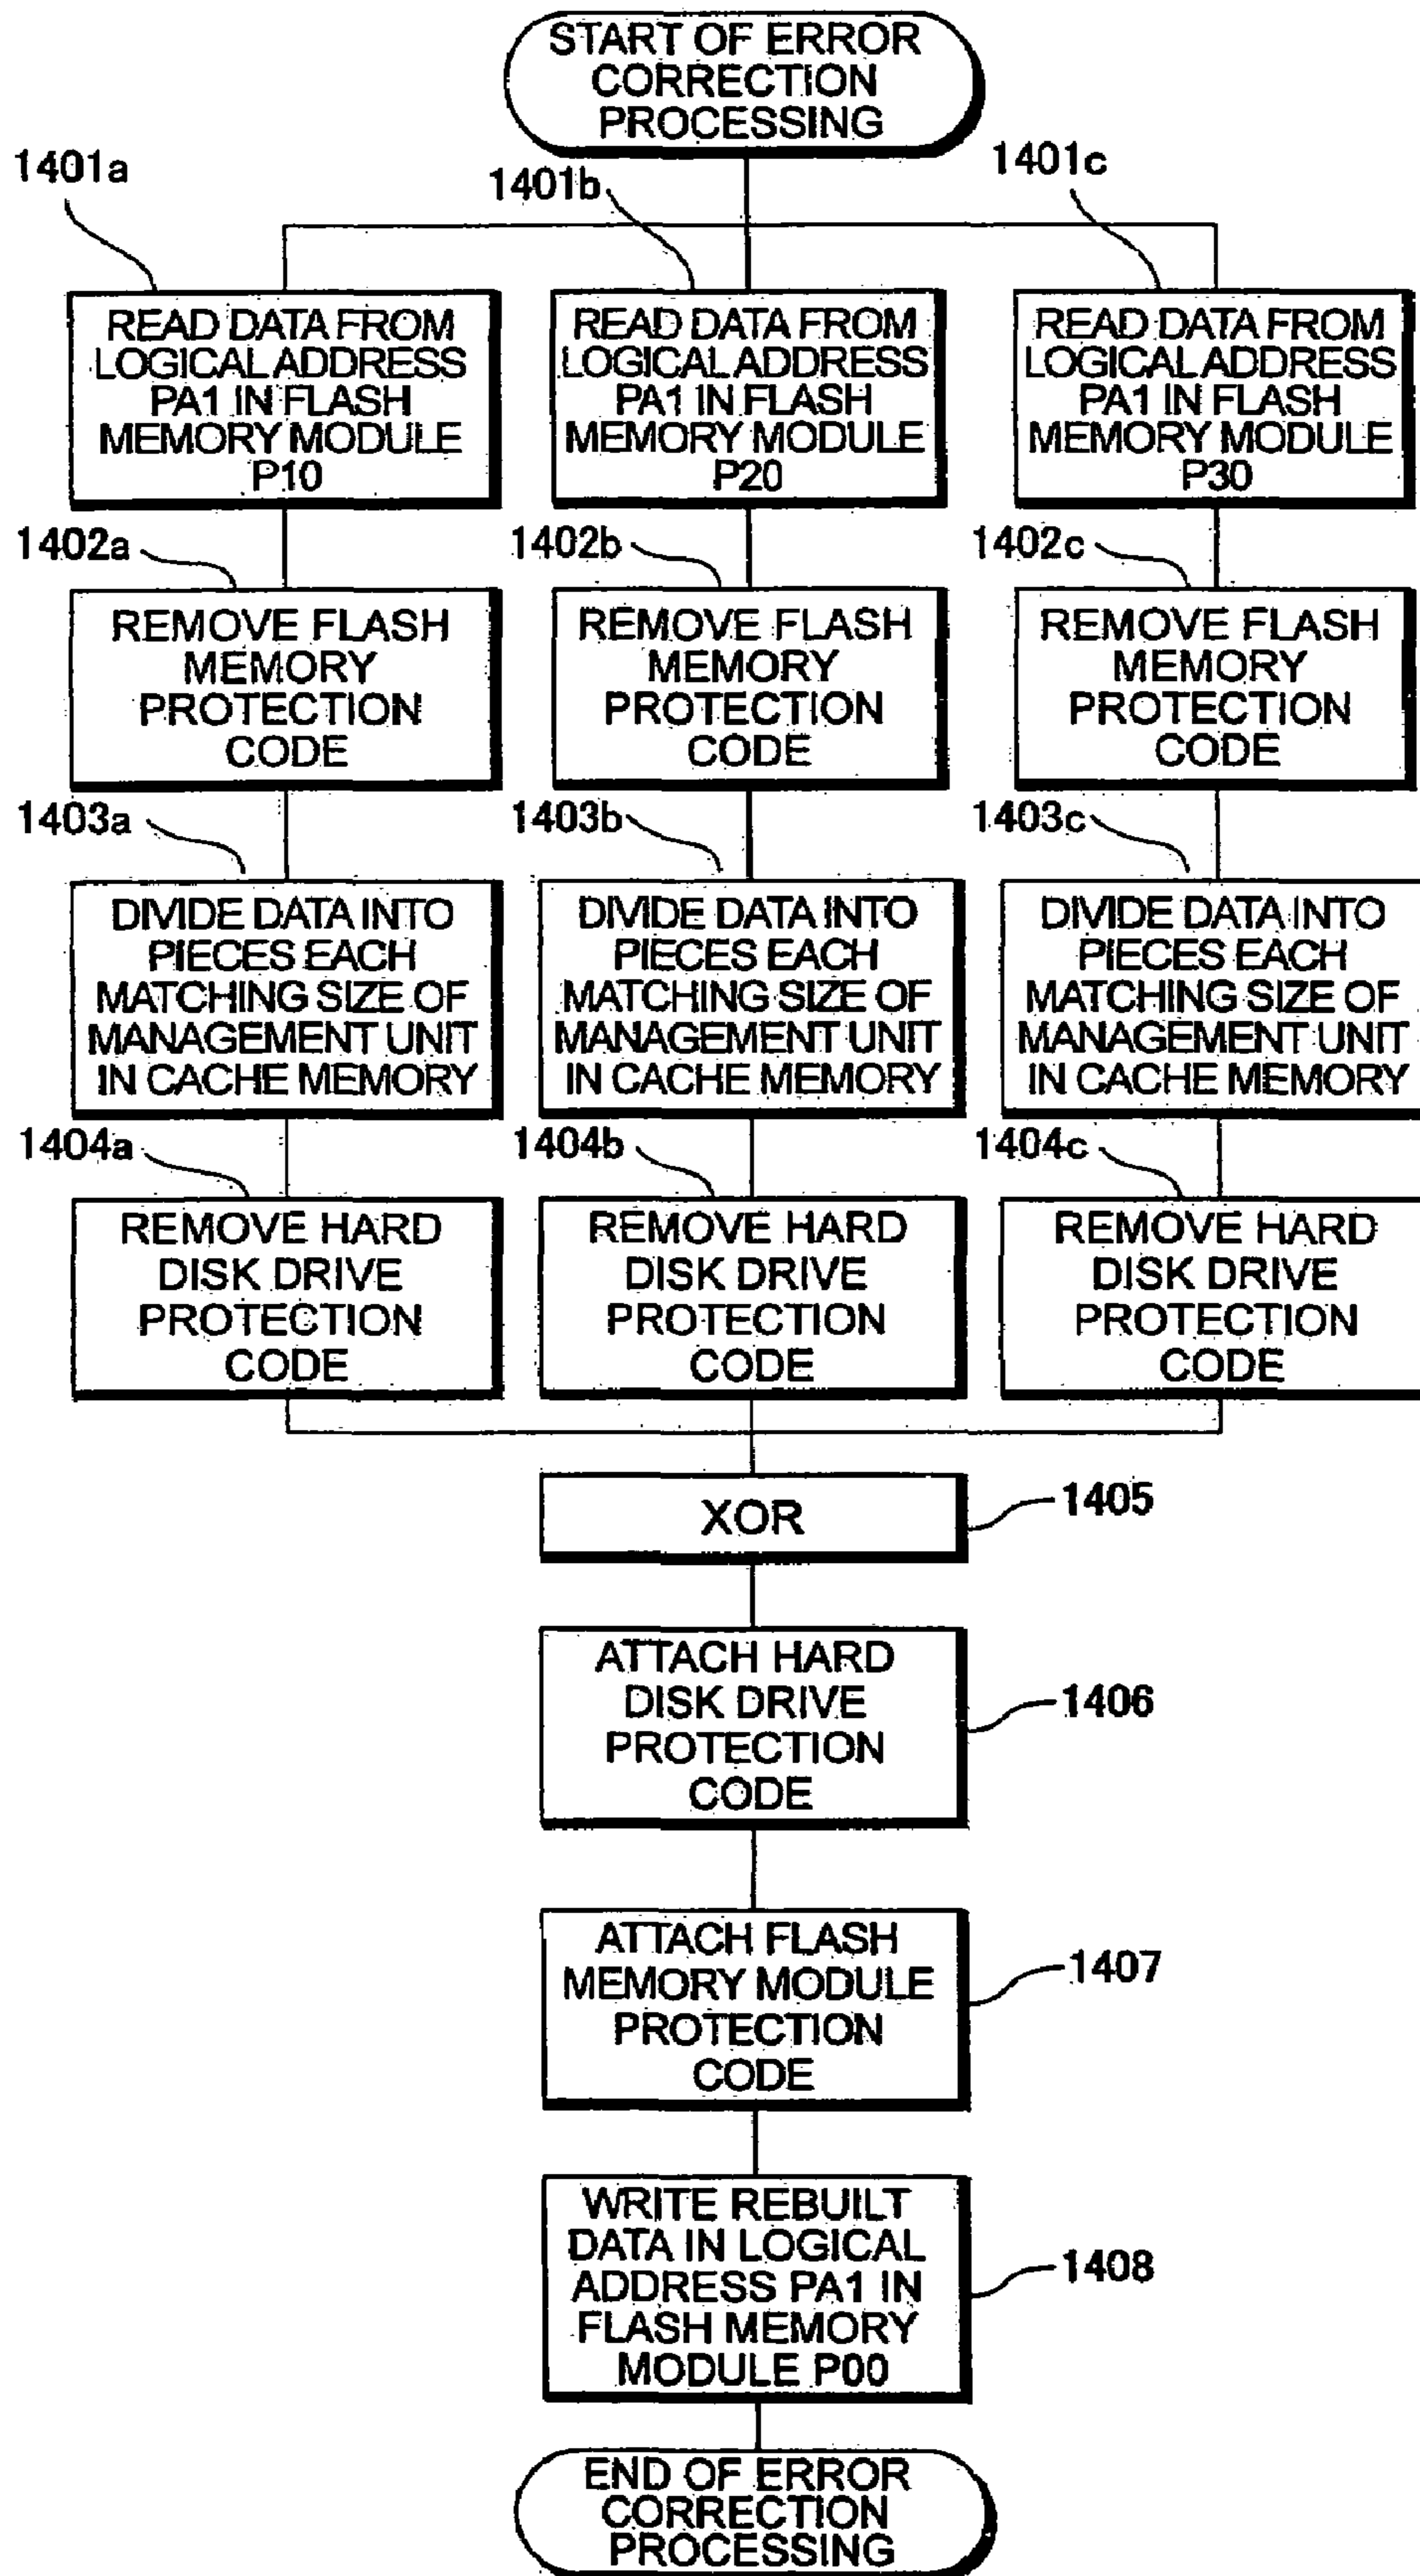 START OF ERROR
CORRECTION
PROCESSING
1401a
1401b
1401c
READ DATA FROM
LOGICAL ADDRESS
PA1 IN FLASH
MEMORY MODULE
P10
READ DATA FROM
LOGICAL ADDRESS
PA1 IN FLASH
MEMORY MODULE
P20
READ DATA FROM
LOGICAL ADDRESS
PA1 IN FLASH
MEMORY MODULE
P30
1402a
1402b
1402c
REMOVE FLASH
MEMORY
PROTECTION
CODE
REMOVE FLASH
MEMORY
PROTECTION
CODE
REMOVE FLASH
MEMORY
PROTECTION
CODE
1403a
1403b
1403c
DIVIDE DATA INTO
PIECES EACH
MATCHING SIZE OF
MANAGEMENT UNIT
IN CACHE MEMORY
DIVIDE DATA INTO
PIECES EACH
MATCHING SIZE OF
MANAGEMENT UNIT
IN CACHE MEMORY
DIVIDE DATA INTO
PIECES EACH
MATCHING SIZE OF
MANAGEMENT UNIT
IN CACHE MEMORY
1404a
1404b
1404c
REMOVE HARD
DISK DRIVE
PROTECTION
CODE
REMOVE HARD
DISK DRIVE
PROTECTION
CODE
REMOVE HARD
DISK DRIVE
PROTECTION
CODE
XOR
1405
ATTACH HARD
DISK DRIVE
PROTECTION
CODE
1406
ATTACH FLASH
MEMORY MODULE
PROTECTION
CODE
1407
WRITE REBUILT
DATA IN LOGICAL
ADDRESS PA1 IN
FLASH MEMORY
MODULE P00
1408
END OF ERROR
CORRECTION
PROCESSING